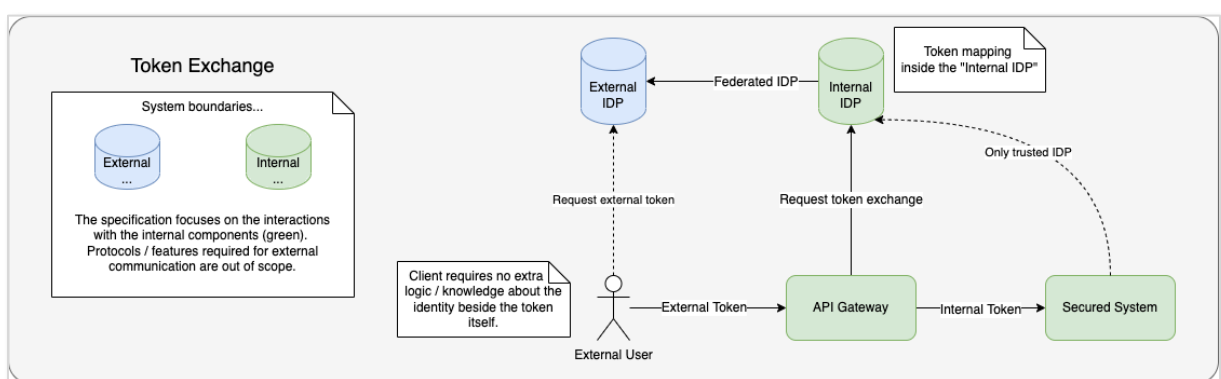 Token Exchange
System boundaries...
External
...
Internal
...
The specification focuses on the interactions
with the internal components (green).
Protocols / features required for external
communication are out of scope.
External
IDP
Federated IDP
Internal
IDP
Token mapping
inside the "Internal IDP"
Only trusted IDP
Request external token
Request token exchange
Client requires no extra
logic / knowledge about the
identity beside the token
itself.
External User
External Token
API Gateway
Internal Token
Secured System